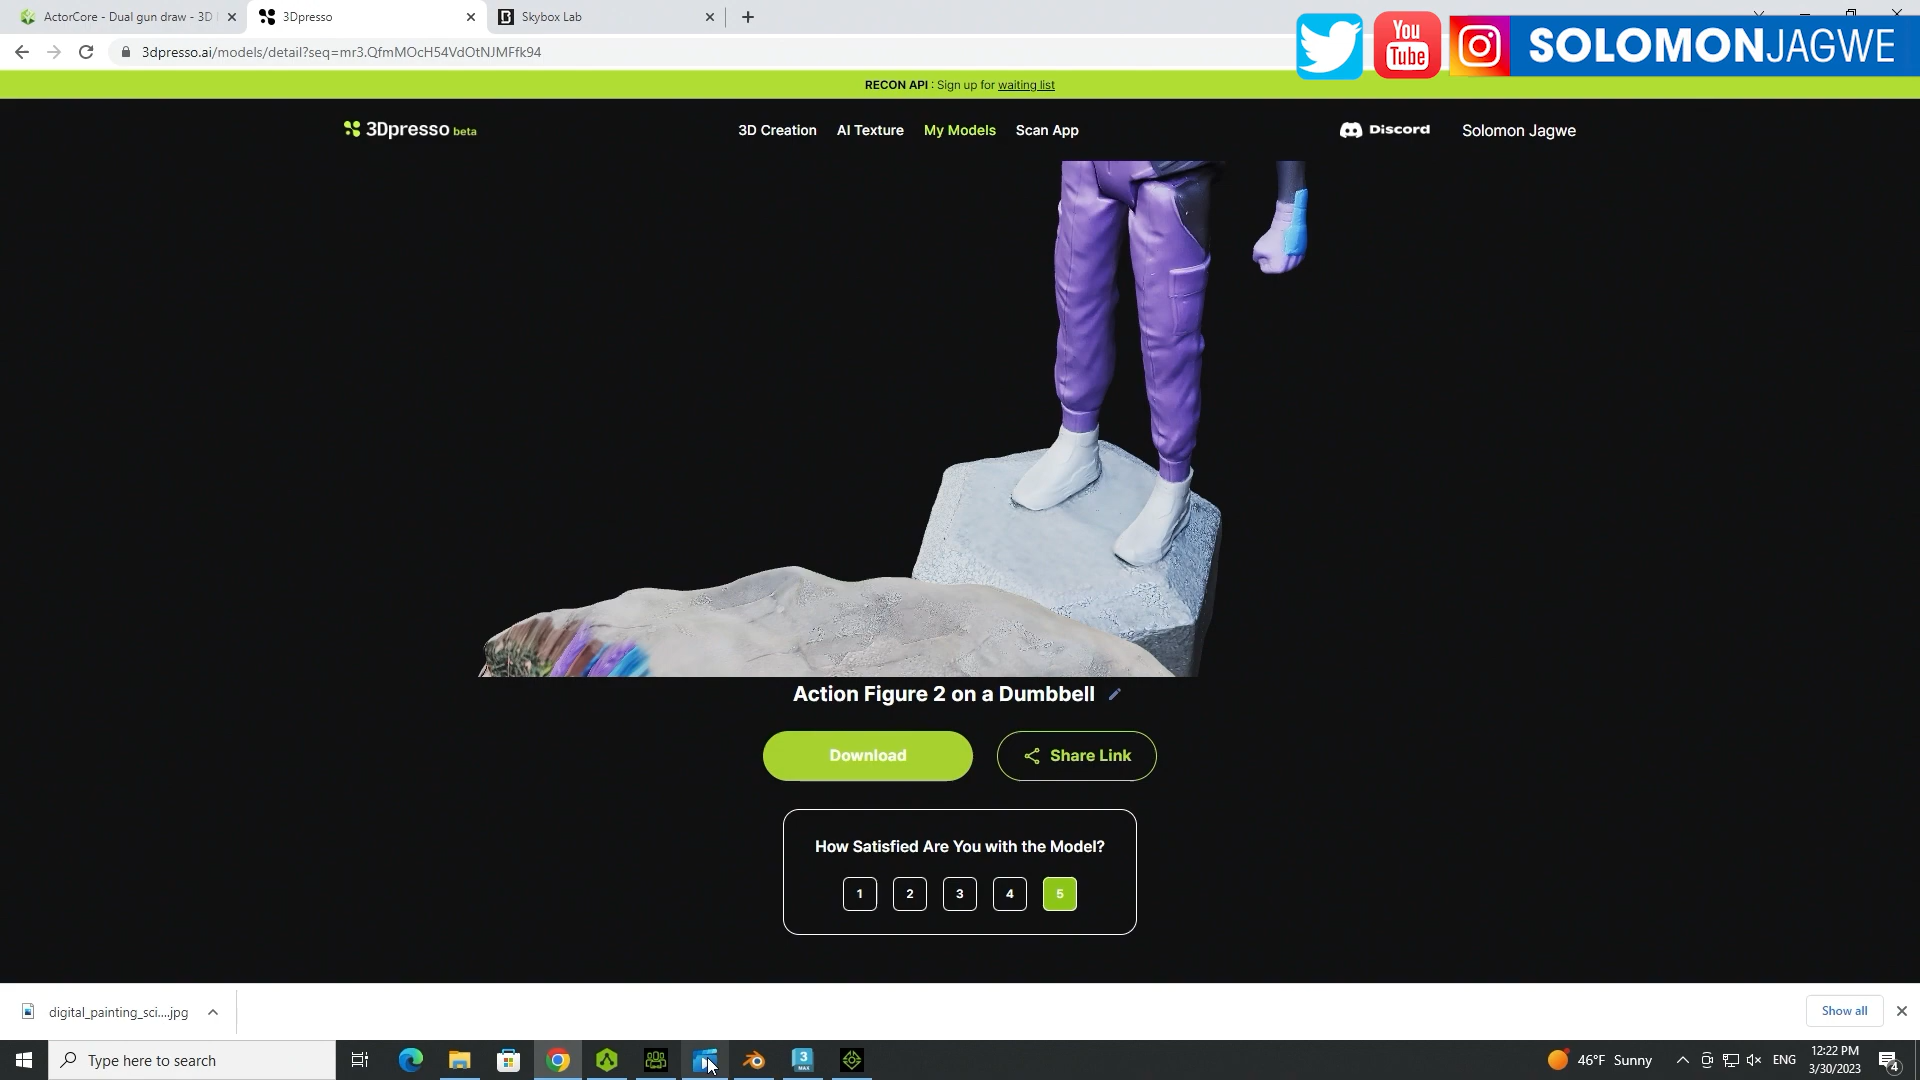 ActorCore - Dual gun draw - 3D
3Dpresso
Skybox Lab
3dpresso.ai/models/detail?seq=mr3.QfmMOcH54VdOtNJMFfk94
You
Tube
SOLOMONJAGWE
RECON API : Sign up for waiting list
3Dpresso beta
3D Creation
AI Texture
My Models
Scan App
Discord
Solomon Jagwe
Action Figure 2 on a Dumbbell
Download
Share Link
How Satisfied Are You with the Model?
1 2 3 4 5
digital_painting_sci....jpg
Show all
Type here to search
3
MAX
46°F Sunny
ENG
12:22 PM
3/30/2023
4